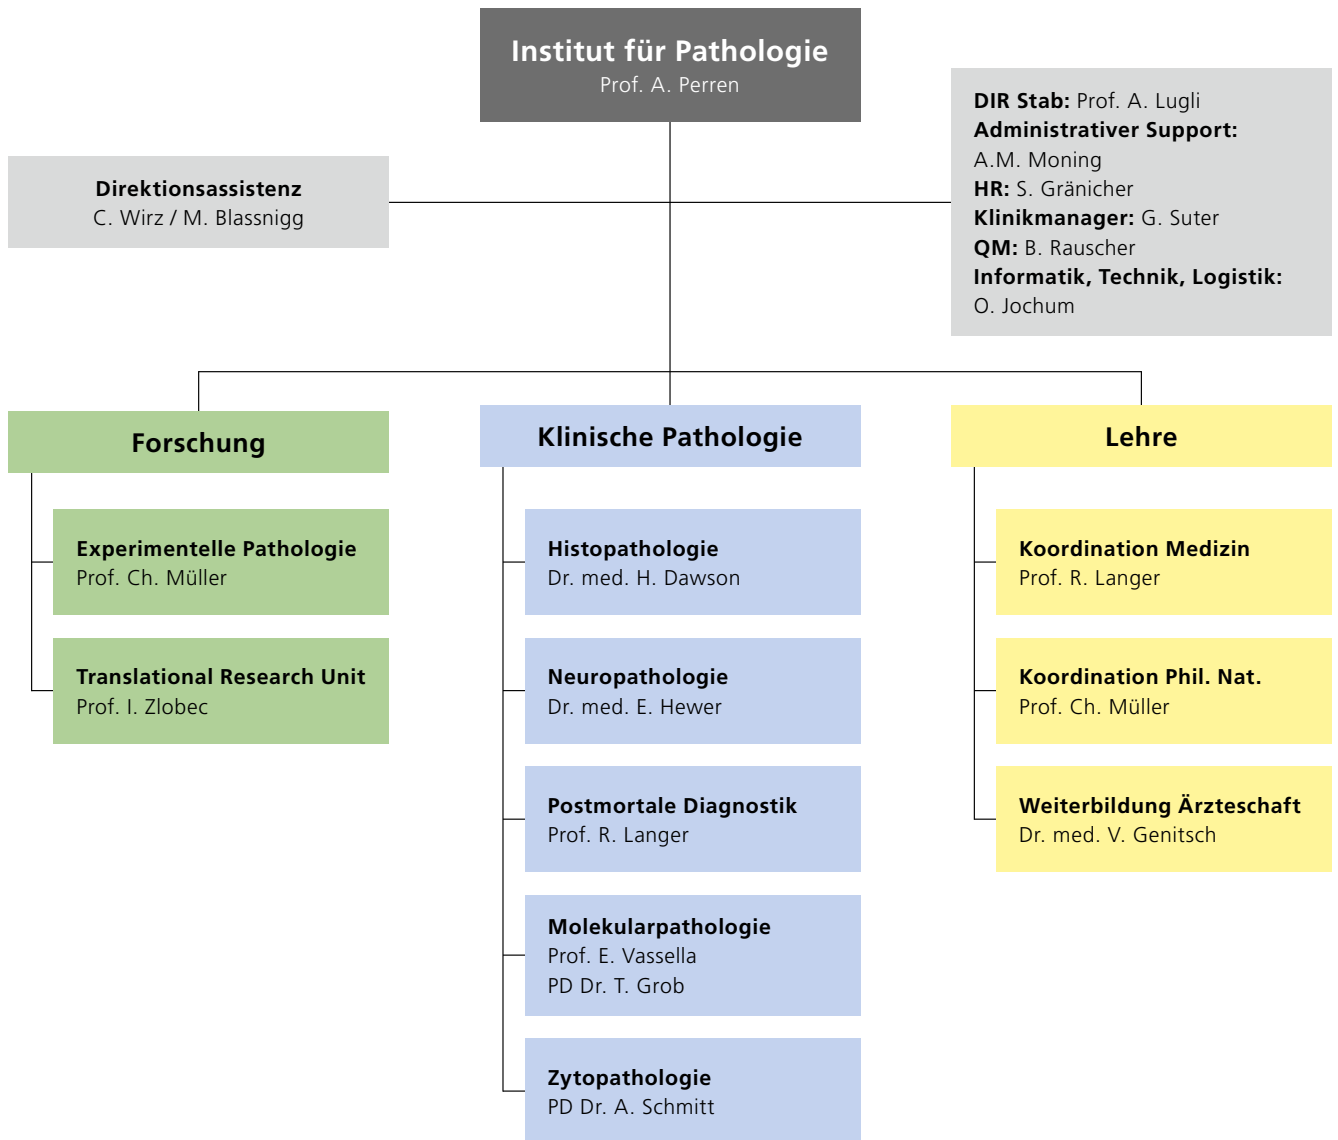 Institut für Pathologie
Prof. A. Perren
DIR Stab: Prof. A. Lugli
Administrativer Support:
A.M. Moning
HR: S. Gränicher
Klinikmanager: G. Suter
QM: B. Rauscher
Informatik, Technik, Logistik:
O. Jochum
Direktionsassistenz
C. Wirz / M. Blassnigg
Forschung
Experimentelle Pathologie
Prof. Ch. Müller
Translational Research Unit
Prof. I. Zlobec
Klinische Pathologie
Histopathologie
Dr. med. H. Dawson
Neuropathologie
Dr. med. E. Hewer
Postmortale Diagnostik
Prof. R. Langer
Molekularpathologie
Prof. E. Vassella
PD Dr. T. Grob
Zytopathologie
PD Dr. A. Schmitt
Lehre
Koordination Medizin
Prof. R. Langer
Koordination Phil. Nat.
Prof. Ch. Müller
Weiterbildung Ärzteschaft
Dr. med. V. Genitsch